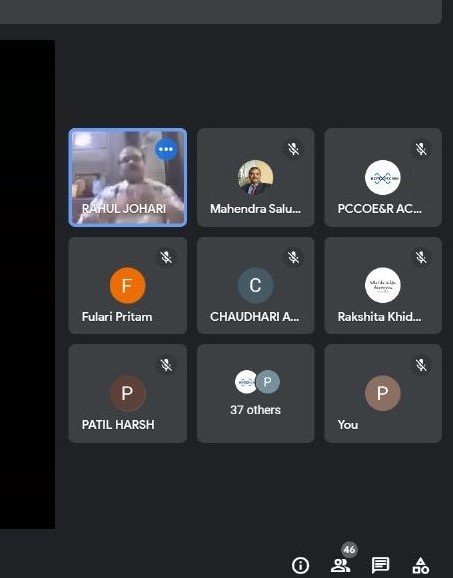 RAHUL JOHARI
Mahendra Salu...
PCCOE&R AC...
F
Fulari Pritam
C
CHAUDHARI A...
Rakshita Khid...
P
PATIL HARSH
P
37 others
P
You
46